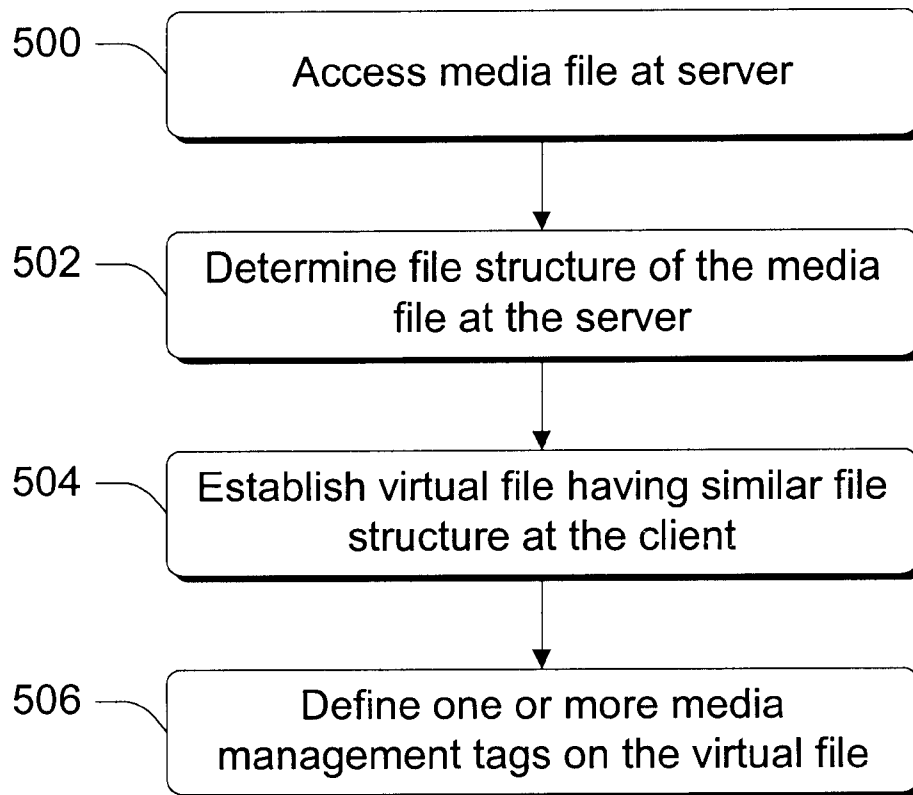 500
Access media file at server
502
Determine file structure of the media
file at the server
504
Establish virtual file having similar file
structure at the client
506
Define one or more media
management tags on the virtual file